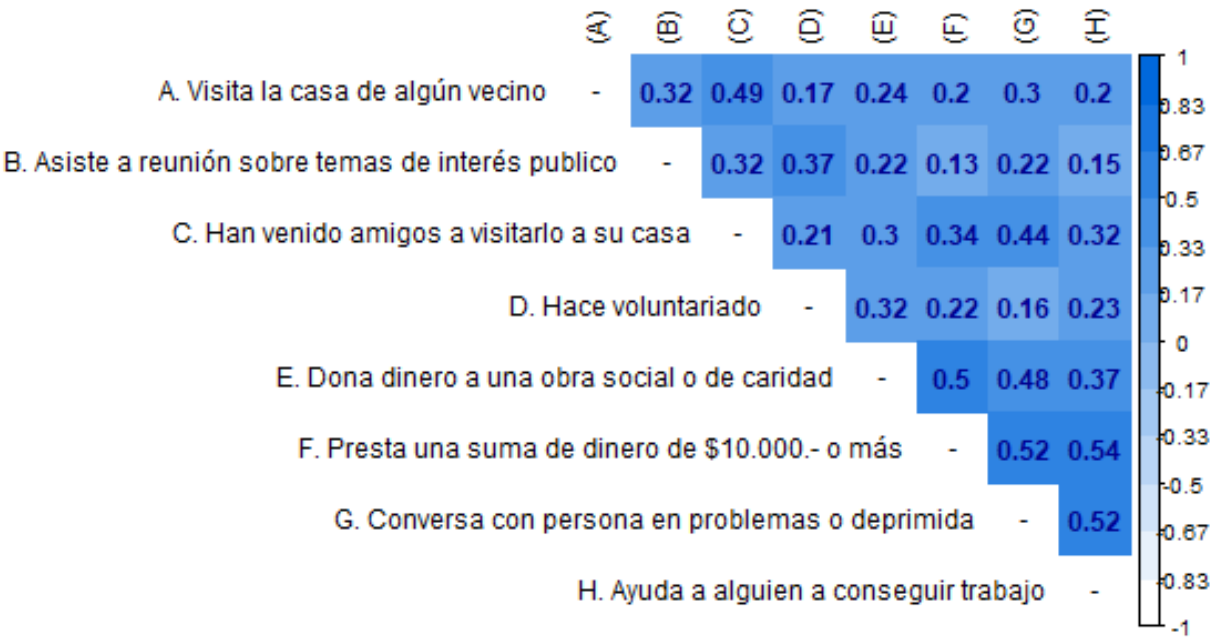 (A) (B) (C) (D) (E) (F) (G) (H)
A. Visita la casa de algún vecino - 0.32 0.49 0.17 0.24 0.2 0.3 0.2
B. Asiste a reunión sobre temas de interés publico - 0.32 0.37 0.22 0.13 0.22 0.15
C. Han venido amigos a visitarlo a su casa - 0.21 0.3 0.34 0.44 0.32
D. Hace voluntariado - 0.32 0.22 0.16 0.23
E. Dona dinero a una obra social o de caridad - 0.5 0.48 0.37
F. Presta una suma de dinero de $10.000.- o más - 0.52 0.54
G. Conversa con persona en problemas o deprimida - 0.52
H. Ayuda a alguien a conseguir trabajo -
1
0.83
0.67
0.5
0.33
0.17
0
-0.17
-0.33
-0.5
-0.67
-0.83
-1